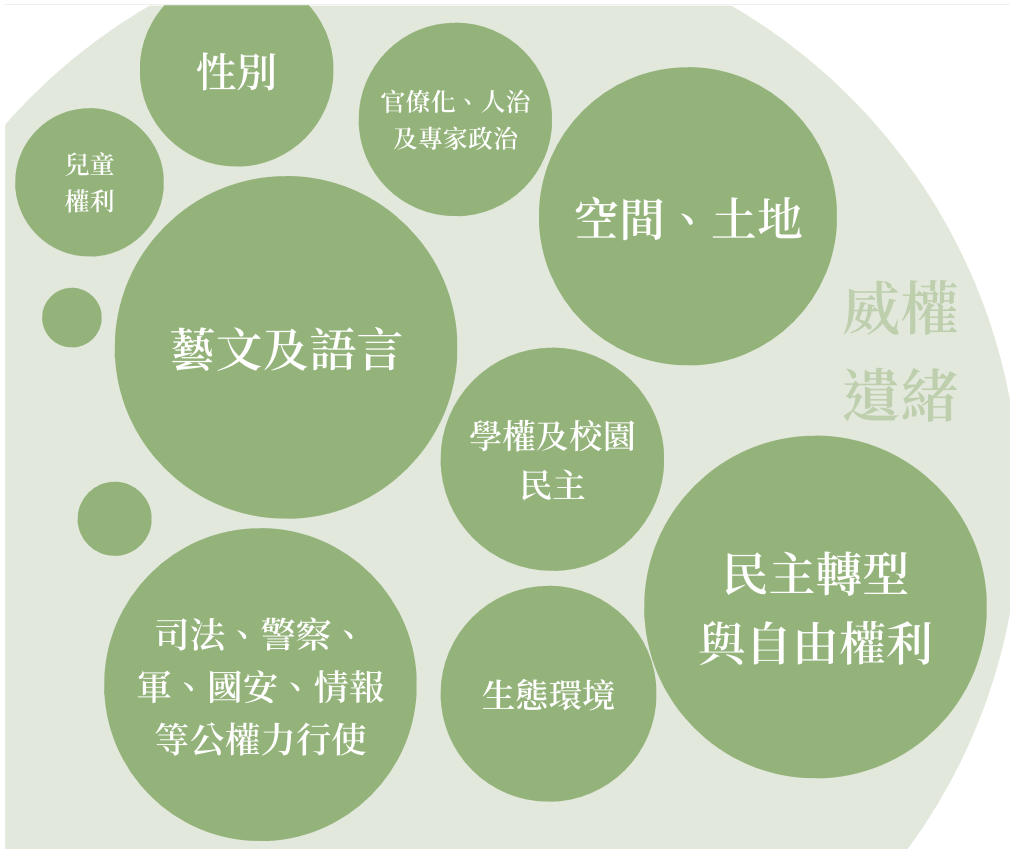 性別
官僚化、人治
及專家政治
兒童
權利
空間、土地
威權
遺緒
藝文及語言
學權及校園
民主
民主轉型
與自由權利
司法、警察、
軍、國安、情報
等公權力行使
生態環境